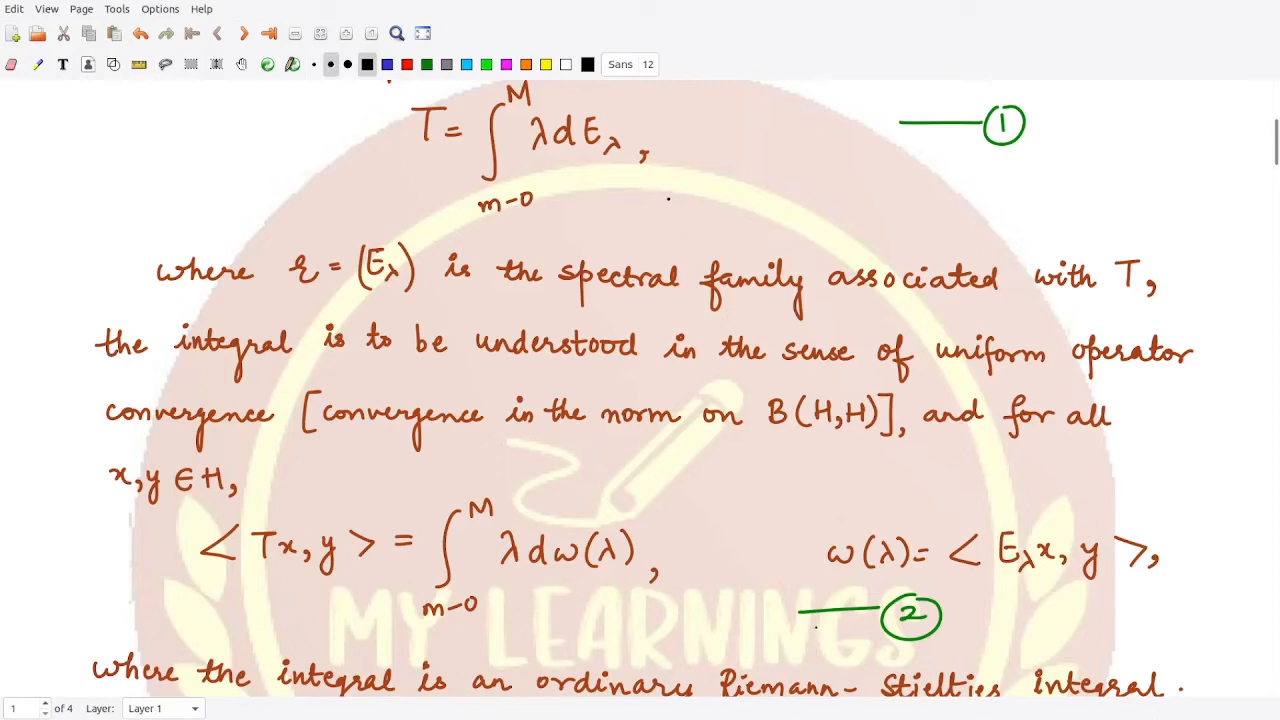 Edit View Page Tools Options Help
Sans 12
T = ∫_{m-0}^{M} λ dE_λ , —— ①
where ξ = (E_λ) is the spectral family associated with T,
the integral is to be understood in the sense of uniform operator
convergence [convergence in the norm on B(H,H)], and for all
x, y ∈ H,
< Tx, y > = ∫_{m-0}^{M} λ dω(λ), ω(λ) = < E_λ x, y >,
—— ②
MY LEARNINGS
where the integral is an ordinary Riemann-Stieltjes integral.
1 of 4 Layer: Layer 1